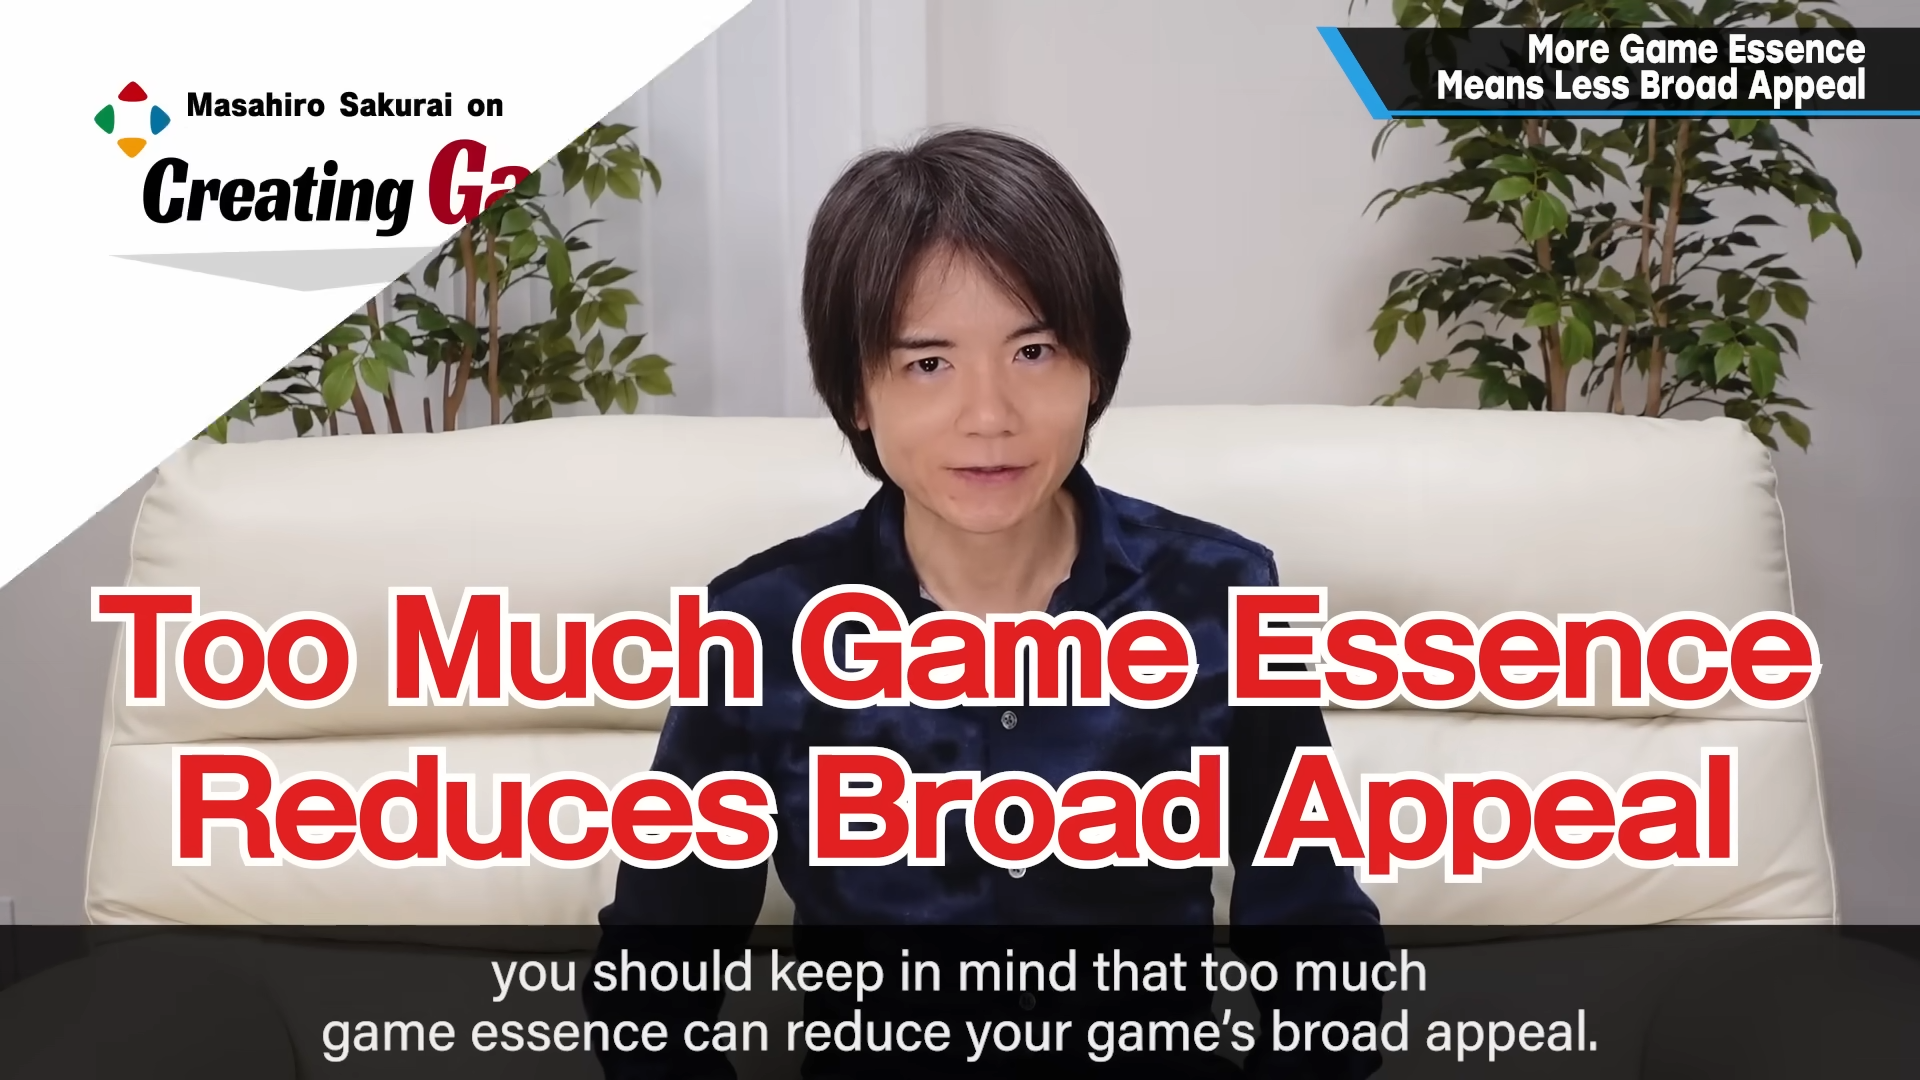 Masahiro Sakurai on
Creating Ga
More Game Essence
Means Less Broad Appeal
Too Much Game Essence
Reduces Broad Appeal
you should keep in mind that too much
game essence can reduce your game’s broad appeal.